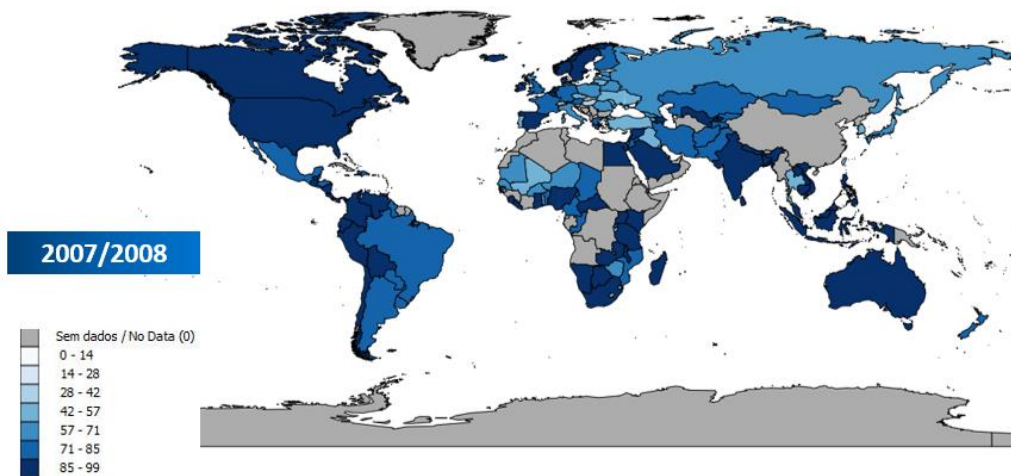 2007/2008
Sem dados / No Data (0)
0 - 14
14 - 28
28 - 42
42 - 57
57 - 71
71 - 85
85 - 99